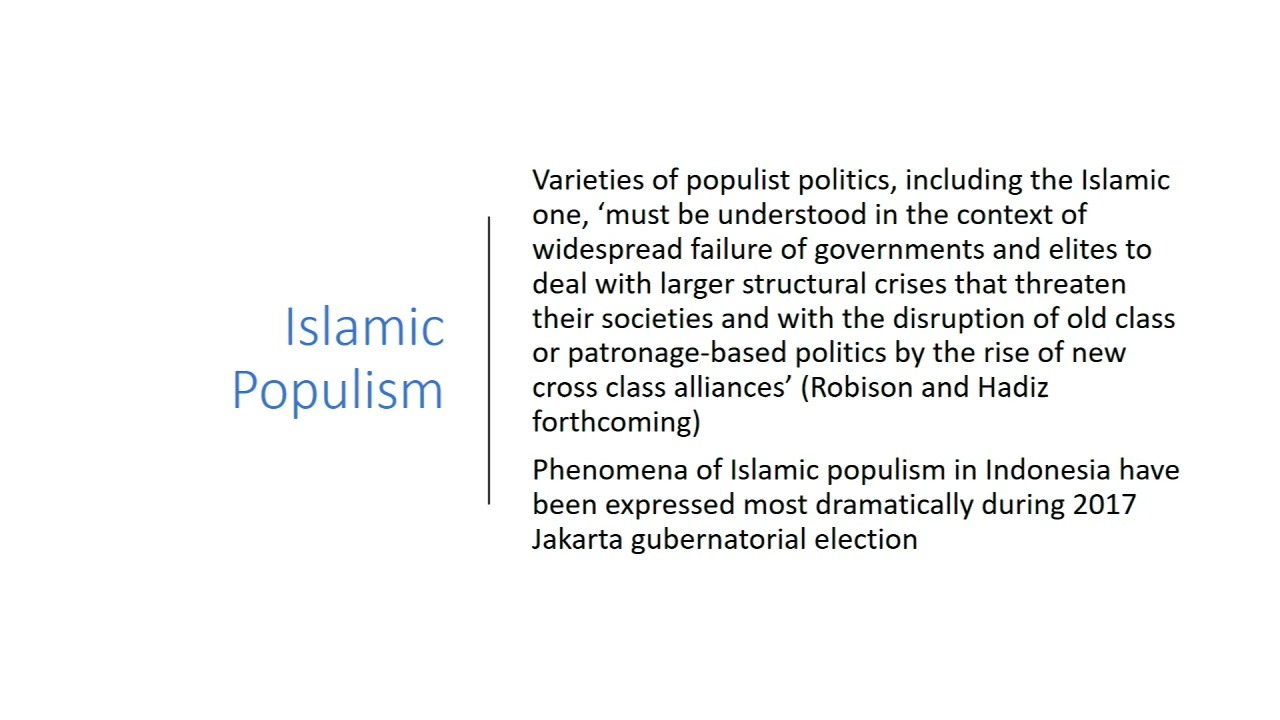 Islamic
Populism
Varieties of populist politics, including the Islamic
one, ‘must be understood in the context of
widespread failure of governments and elites to
deal with larger structural crises that threaten
their societies and with the disruption of old class
or patronage-based politics by the rise of new
cross class alliances’ (Robison and Hadiz
forthcoming)
Phenomena of Islamic populism in Indonesia have
been expressed most dramatically during 2017
Jakarta gubernatorial election